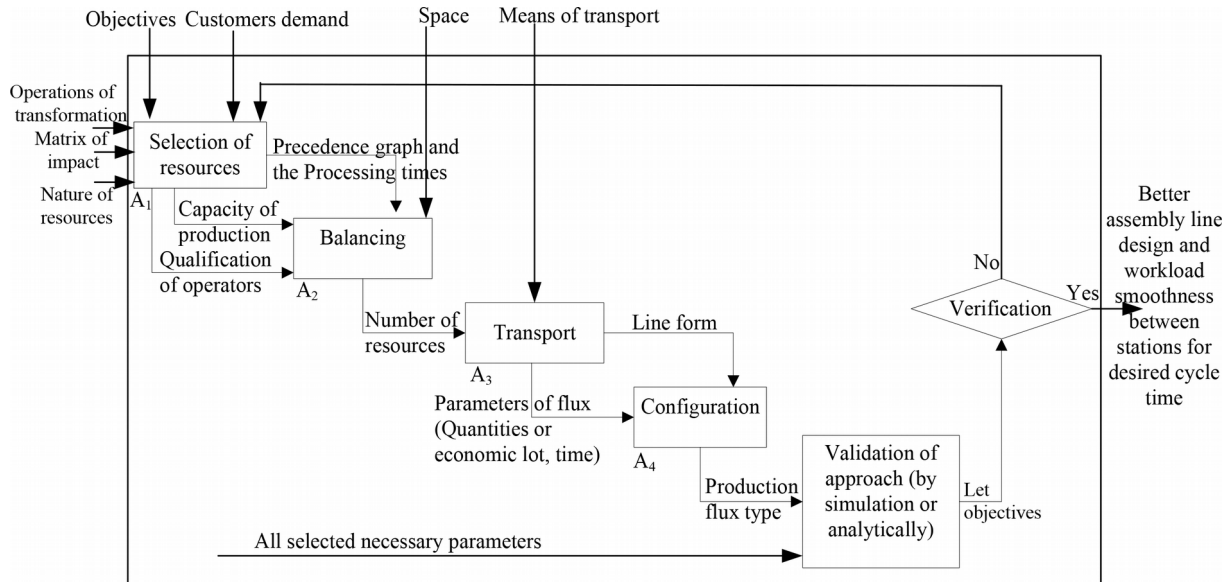 Objectives
Customers demand
Space
Means of transport
Operations of
transformation
Matrix of
impact
Nature of
resources
Selection of
resources
A1
Precedence graph and
the Processing times
Capacity of
production
Qualification
of operators
Balancing
A2
Number of
resources
Transport
A3
Line form
Parameters of flux
(Quantities or
economic lot, time)
Configuration
A4
Production
flux type
Validation of
approach (by
simulation or
analytically)
All selected necessary parameters
Let
objectives
No
Verification
Yes
Better
assembly line
design and
workload
smoothness
between
stations for
desired cycle
time